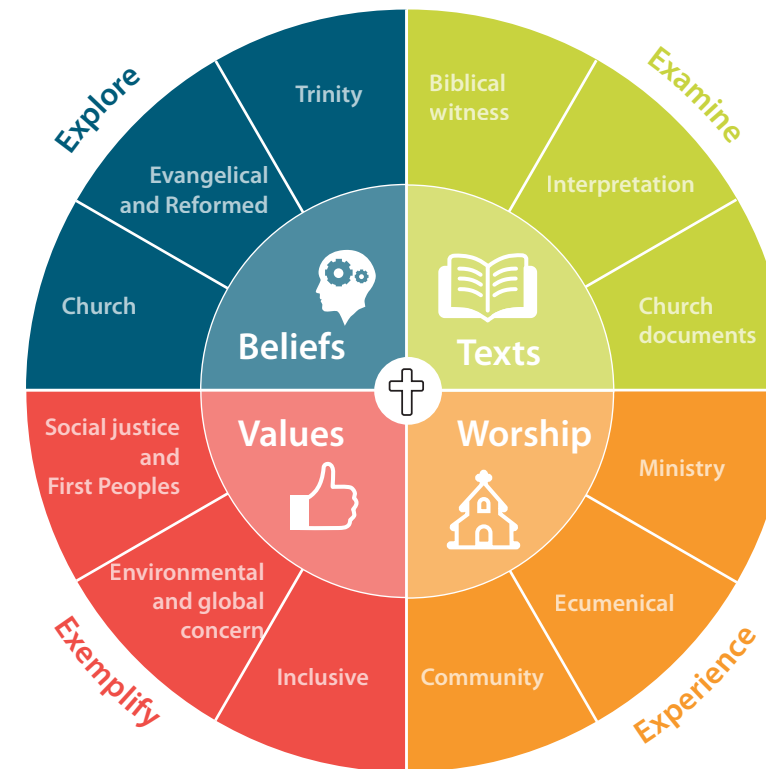 Explore
Trinity
Evangelical
and Reformed
Church
Beliefs
Examine
Biblical
witness
Interpretation
Church
documents
Texts
Values
Social justice
and
First Peoples
Environmental
and global
concern
Inclusive
Exemplify
Worship
Ministry
Ecumenical
Community
Experience